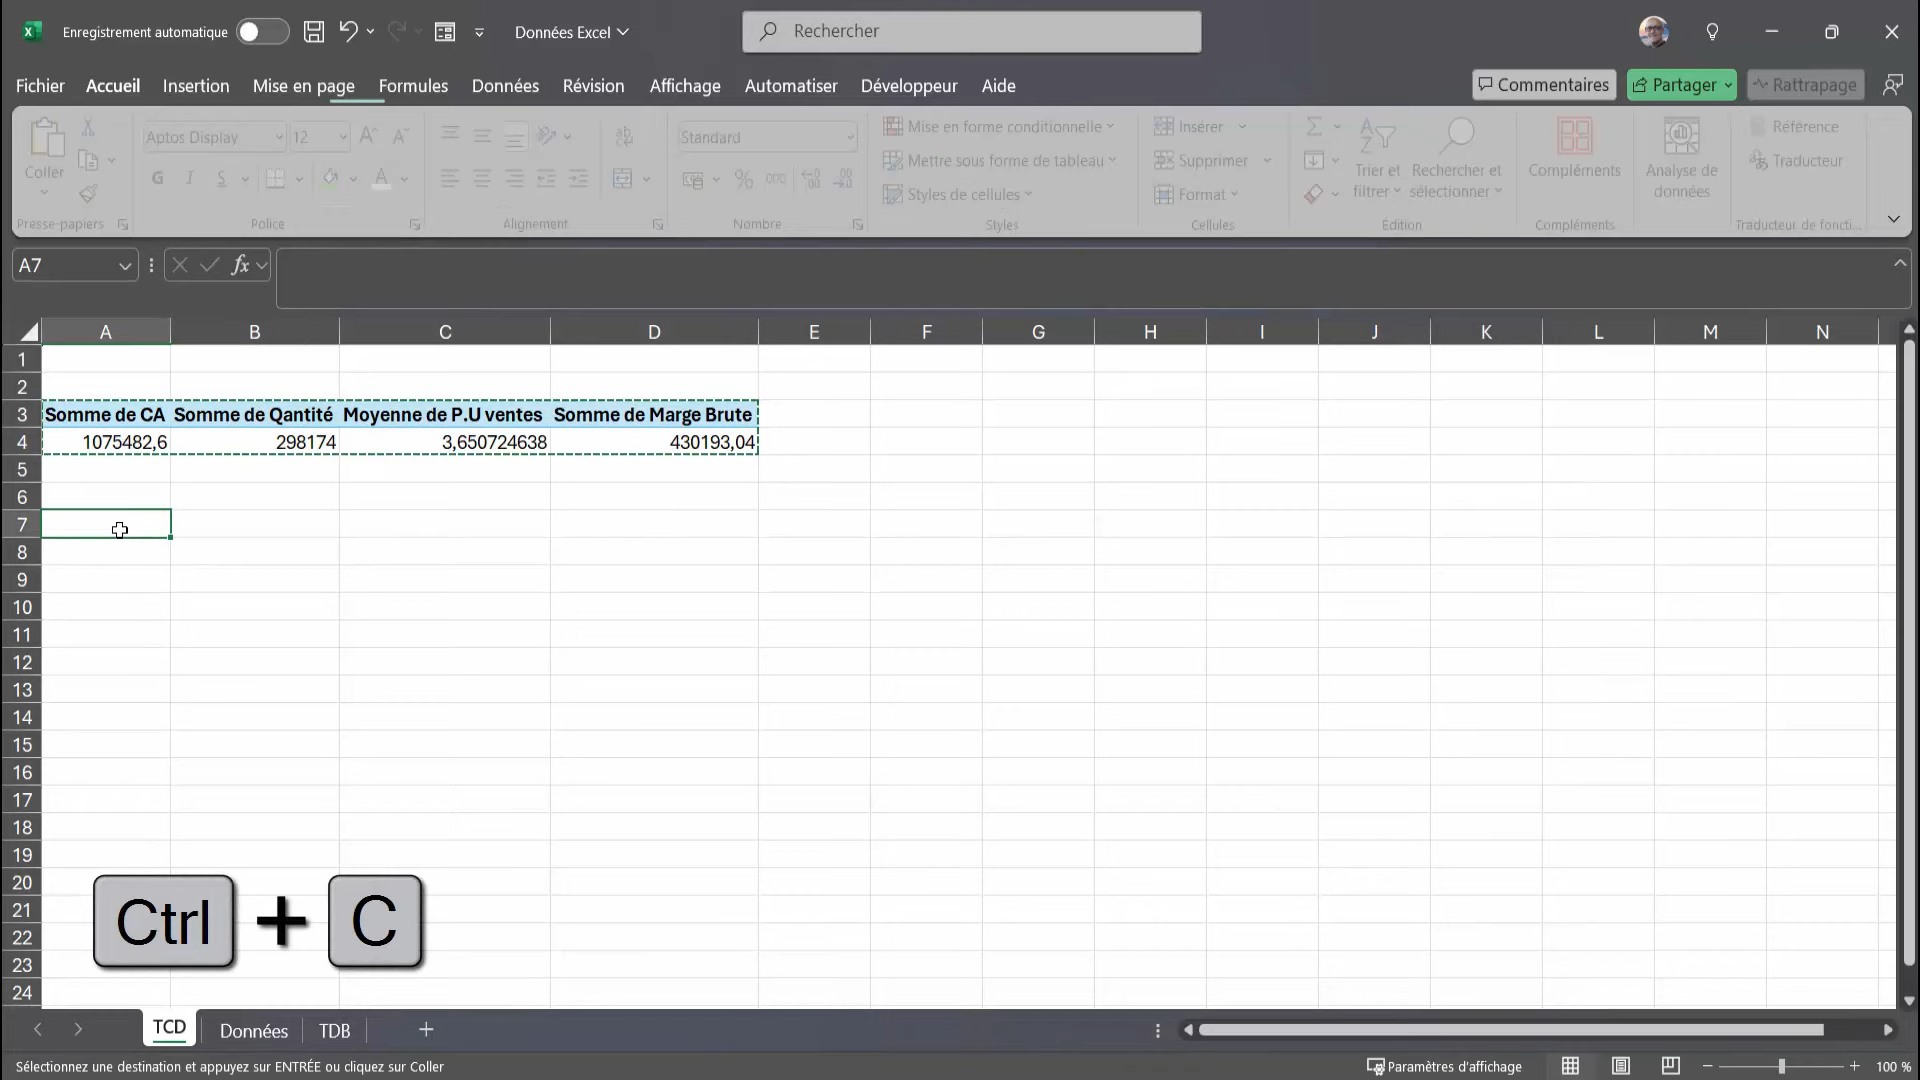 Enregistrement automatique
Données Excel
Rechercher
Fichier Accueil Insertion Mise en page Formules Données Révision Affichage Automatiser Développeur Aide
Commentaires Partager Rattrapage
Coller
Presse-papiers
Aptos Display 12
G I S
Police
Alignement
Standard
% 000
Nombre
Mise en forme conditionnelle
Mettre sous forme de tableau
Styles de cellules
Styles
Insérer
Supprimer
Format
Cellules
Trier et filtrer
Rechercher et sélectionner
Édition
Compléments
Compléments
Analyse de données
Référence
Traducteur
Traducteur de foncti...
A7
fx
A B C D E F G H I J K L M N
1
2
3 Somme de CA Somme de Qantité Moyenne de P.U ventes Somme de Marge Brute
4 1075482,6 298174 3,650724638 430193,04
5
6
7
8
9
10
11
12
13
14
15
16
17
18
19
20
21
22
23
24
Ctrl + C
TCD Données TDB
Sélectionnez une destination et appuyez sur ENTRÉE ou cliquez sur Coller
Paramètres d'affichage
100 %